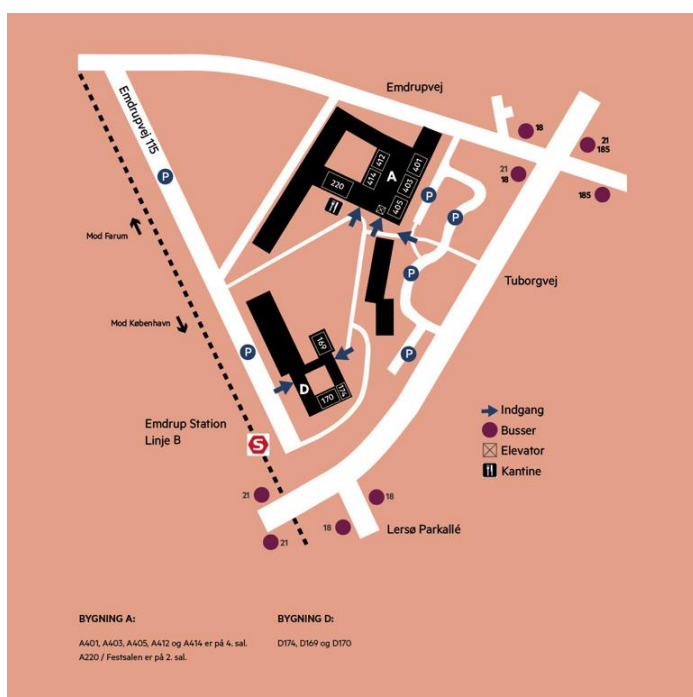 Emdrupvej
18
21
185
21
18
185
Emdrupvej 115
P
412
414
401
403
405
A
220
P
P
P
Mod Farum
Tuborgvej
Mod København
P
P
169
D
170
174
Indgang
Busser
Elevator
Kantine
Emdrup Station
Linje B
S
21
18
18
21
Lersø Parkallé
BYGNING A:
A401, A403, A405, A412 og A414 er på 4. sal.
A220 / Festsalen er på 2. sal.
BYGNING D:
D174, D169 og D170